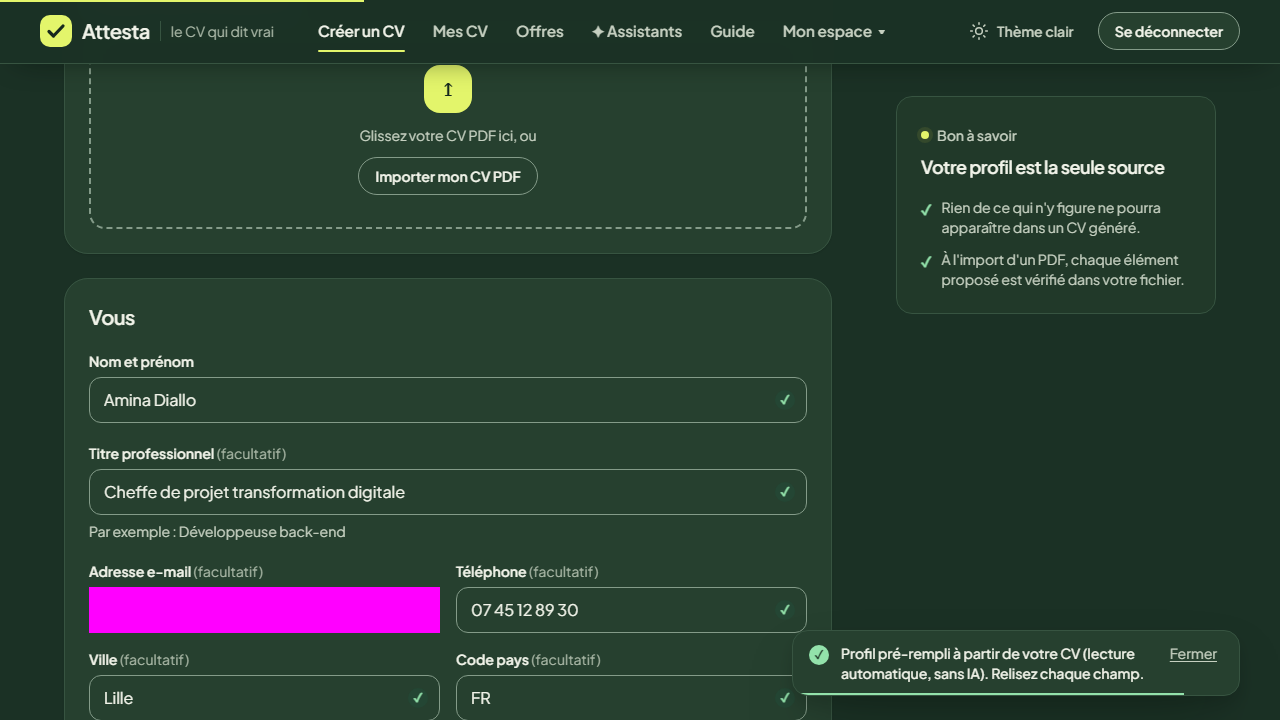 Attesta
le CV qui dit vrai
Créer un CV
Mes CV
Offres
Assistants
Guide
Mon espace
Thème clair
Se déconnecter
Glissez votre CV PDF ici, ou
Importer mon CV PDF
Bon à savoir
Votre profil est la seule source
Rien de ce qui n'y figure ne pourra
apparaître dans un CV généré.
À l'import d'un PDF, chaque élément
proposé est vérifié dans votre fichier.
Vous
Nom et prénom
Amina Diallo
Titre professionnel (facultatif)
Cheffe de projet transformation digitale
Par exemple : Développeuse back-end
Adresse e-mail (facultatif)
Téléphone (facultatif)
07 45 12 89 30
Ville (facultatif)
Code pays (facultatif)
Lille
FR
Profil pré-rempli à partir de votre CV (lecture
automatique, sans IA). Relisez chaque champ.
Fermer